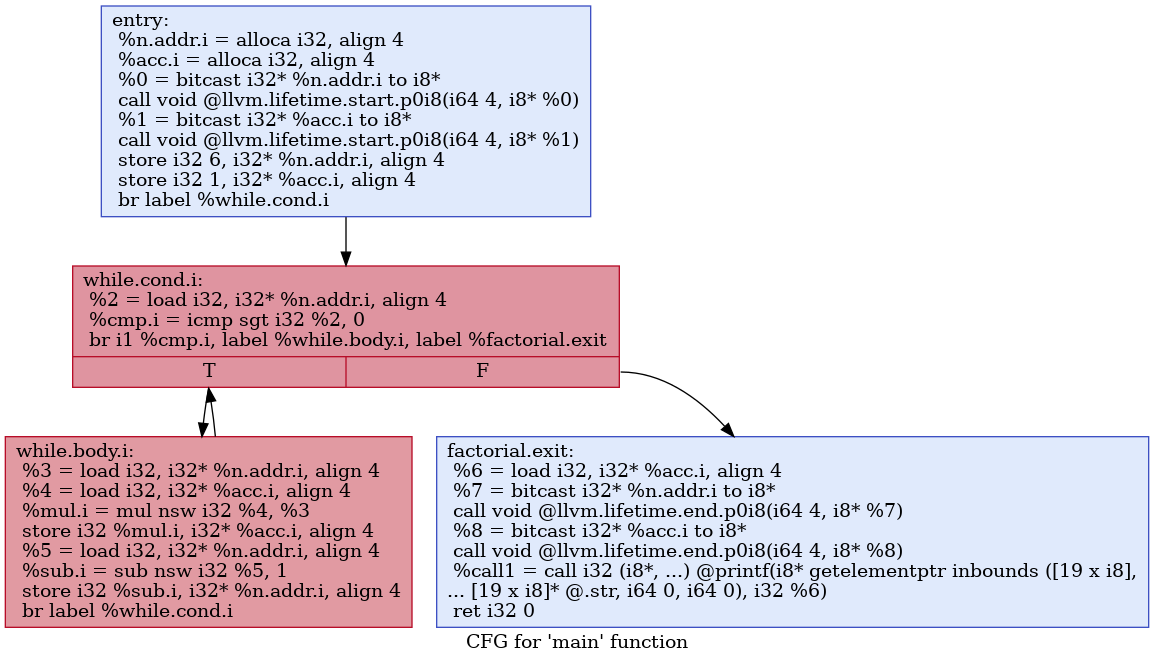 entry:
%n.addr.i = alloca i32, align 4
%acc.i = alloca i32, align 4
%0 = bitcast i32* %n.addr.i to i8*
call void @llvm.lifetime.start.p0i8(i64 4, i8* %0)
%1 = bitcast i32* %acc.i to i8*
call void @llvm.lifetime.start.p0i8(i64 4, i8* %1)
store i32 6, i32* %n.addr.i, align 4
store i32 1, i32* %acc.i, align 4
br label %while.cond.i
while.cond.i:
%2 = load i32, i32* %n.addr.i, align 4
%cmp.i = icmp sgt i32 %2, 0
br i1 %cmp.i, label %while.body.i, label %factorial.exit
T
F
while.body.i:
%3 = load i32, i32* %n.addr.i, align 4
%4 = load i32, i32* %acc.i, align 4
%mul.i = mul nsw i32 %4, %3
store i32 %mul.i, i32* %acc.i, align 4
%5 = load i32, i32* %n.addr.i, align 4
%sub.i = sub nsw i32 %5, 1
store i32 %sub.i, i32* %n.addr.i, align 4
br label %while.cond.i
factorial.exit:
%6 = load i32, i32* %acc.i, align 4
%7 = bitcast i32* %n.addr.i to i8*
call void @llvm.lifetime.end.p0i8(i64 4, i8* %7)
%8 = bitcast i32* %acc.i to i8*
call void @llvm.lifetime.end.p0i8(i64 4, i8* %8)
%call1 = call i32 (i8*, ...) @printf(i8* getelementptr inbounds ([19 x i8],
... [19 x i8]* @.str, i64 0, i64 0), i32 %6)
ret i32 0
CFG for 'main' function